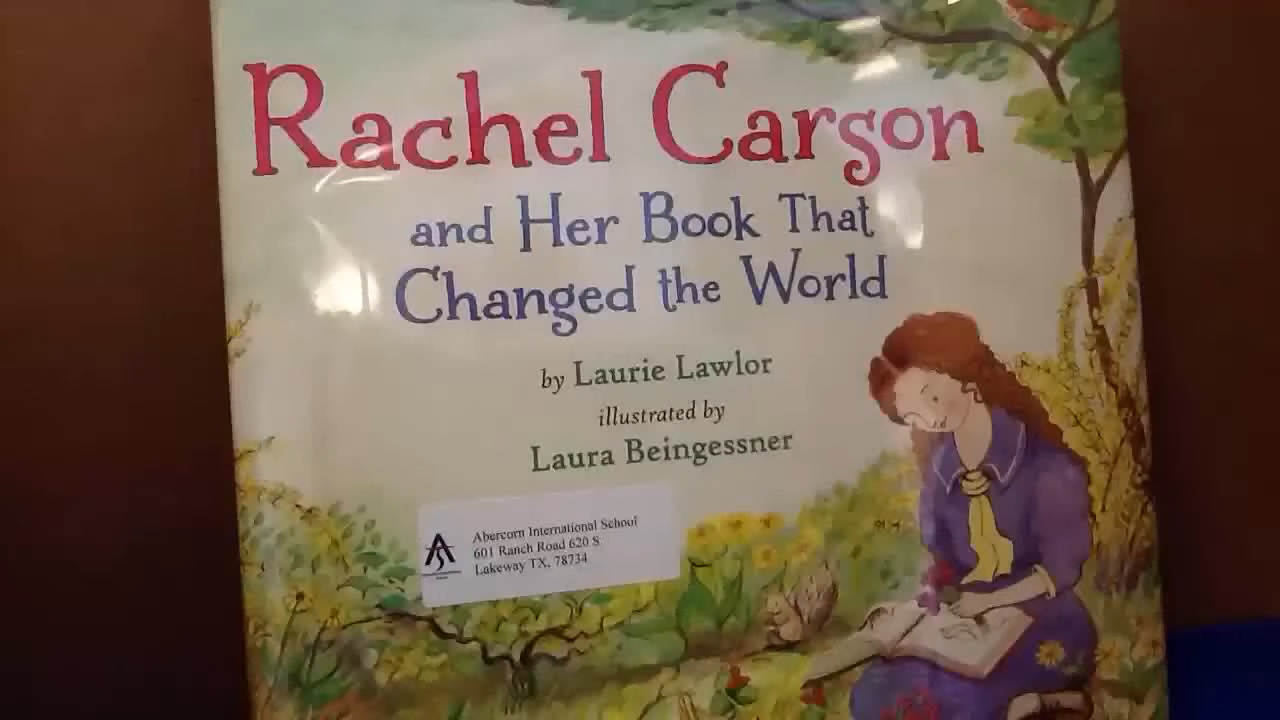 Rachel Carson
and Her Book That
Changed the World
by Laurie Lawlor
illustrated by
Laura Beingessner
Abercorn International School
601 Ranch Road 620 S
Lakeway TX, 78734